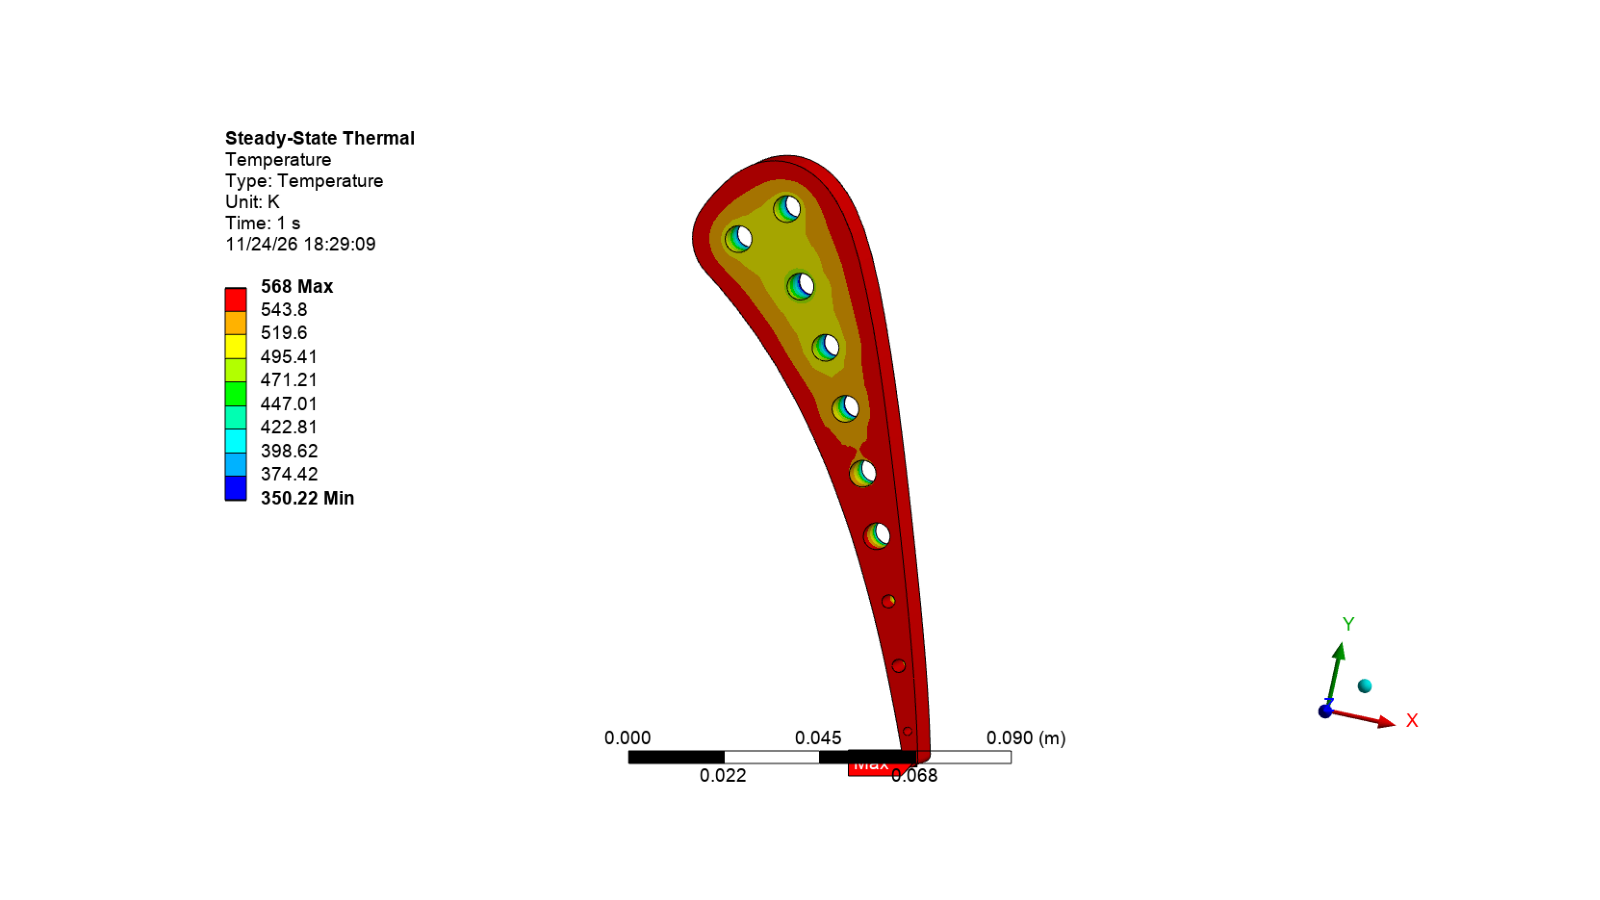 Steady-State Thermal
Temperature
Type: Temperature
Unit: K
Time: 1 s
11/24/26 18:29:09
568 Max
543.8
519.6
495.41
471.21
447.01
422.81
398.62
374.42
350.22 Min
0.000 0.045 0.090 (m)
Max
0.022 0.068
Y
Z
X